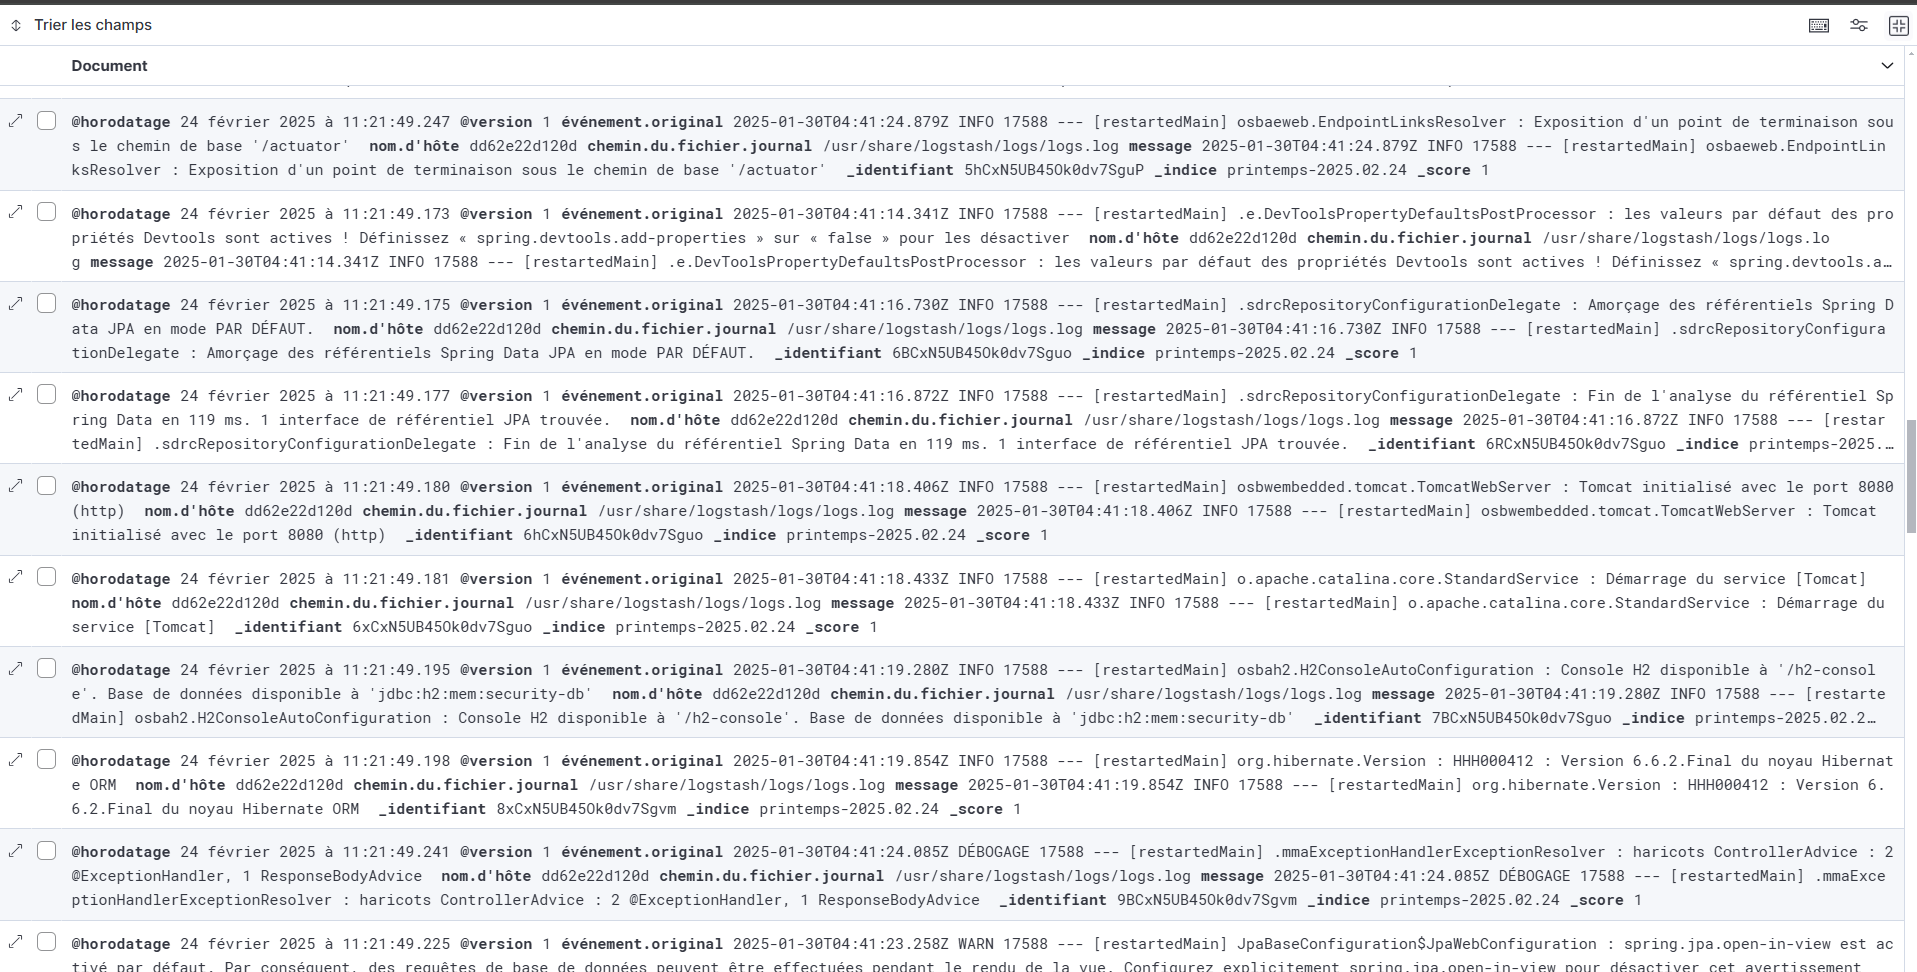 Trier les champs
Document
@horodatage 24 février 2025 à 11:21:49.247 @version 1 événement.original 2025-01-30T04:41:24.879Z INFO 17588 --- [restartedMain] osbaeweb.EndpointLinksResolver : Exposition d'un point de terminaison sou
s le chemin de base '/actuator' nom.d'hôte dd62e22d120d chemin.du.fichier.journal /usr/share/logstash/logs/logs.log message 2025-01-30T04:41:24.879Z INFO 17588 --- [restartedMain] osbaeweb.EndpointLin
ksResolver : Exposition d'un point de terminaison sous le chemin de base '/actuator' _identifiant 5hCxN5UB45Ok0dv7SguP _indice printemps-2025.02.24 _score 1
@horodatage 24 février 2025 à 11:21:49.173 @version 1 événement.original 2025-01-30T04:41:14.341Z INFO 17588 --- [restartedMain] .e.DevToolsPropertyDefaultsPostProcessor : les valeurs par défaut des pro
priétés Devtools sont actives ! Définissez « spring.devtools.add-properties » sur « false » pour les désactiver nom.d'hôte dd62e22d120d chemin.du.fichier.journal /usr/share/logstash/logs/logs.lo
g message 2025-01-30T04:41:14.341Z INFO 17588 --- [restartedMain] .e.DevToolsPropertyDefaultsPostProcessor : les valeurs par défaut des propriétés Devtools sont actives ! Définissez « spring.devtools.a…
@horodatage 24 février 2025 à 11:21:49.175 @version 1 événement.original 2025-01-30T04:41:16.730Z INFO 17588 --- [restartedMain] .sdrcRepositoryConfigurationDelegate : Amorçage des référentiels Spring D
ata JPA en mode PAR DÉFAUT. nom.d'hôte dd62e22d120d chemin.du.fichier.journal /usr/share/logstash/logs/logs.log message 2025-01-30T04:41:16.730Z INFO 17588 --- [restartedMain] .sdrcRepositoryConfigura
tionDelegate : Amorçage des référentiels Spring Data JPA en mode PAR DÉFAUT. _identifiant 6BCxN5UB45Ok0dv7Sguo _indice printemps-2025.02.24 _score 1
@horodatage 24 février 2025 à 11:21:49.177 @version 1 événement.original 2025-01-30T04:41:16.872Z INFO 17588 --- [restartedMain] .sdrcRepositoryConfigurationDelegate : Fin de l'analyse du référentiel Sp
ring Data en 119 ms. 1 interface de référentiel JPA trouvée. nom.d'hôte dd62e22d120d chemin.du.fichier.journal /usr/share/logstash/logs/logs.log message 2025-01-30T04:41:16.872Z INFO 17588 --- [restar
tedMain] .sdrcRepositoryConfigurationDelegate : Fin de l'analyse du référentiel Spring Data en 119 ms. 1 interface de référentiel JPA trouvée. _identifiant 6RCxN5UB45Ok0dv7Sguo _indice printemps-2025.…
@horodatage 24 février 2025 à 11:21:49.180 @version 1 événement.original 2025-01-30T04:41:18.406Z INFO 17588 --- [restartedMain] osbwembedded.tomcat.TomcatWebServer : Tomcat initialisé avec le port 8080
(http) nom.d'hôte dd62e22d120d chemin.du.fichier.journal /usr/share/logstash/logs/logs.log message 2025-01-30T04:41:18.406Z INFO 17588 --- [restartedMain] osbwembedded.tomcat.TomcatWebServer : Tomcat
initialisé avec le port 8080 (http) _identifiant 6hCxN5UB45Ok0dv7Sguo _indice printemps-2025.02.24 _score 1
@horodatage 24 février 2025 à 11:21:49.181 @version 1 événement.original 2025-01-30T04:41:18.433Z INFO 17588 --- [restartedMain] o.apache.catalina.core.StandardService : Démarrage du service [Tomcat]
nom.d'hôte dd62e22d120d chemin.du.fichier.journal /usr/share/logstash/logs/logs.log message 2025-01-30T04:41:18.433Z INFO 17588 --- [restartedMain] o.apache.catalina.core.StandardService : Démarrage du
service [Tomcat] _identifiant 6xCxN5UB45Ok0dv7Sguo _indice printemps-2025.02.24 _score 1
@horodatage 24 février 2025 à 11:21:49.195 @version 1 événement.original 2025-01-30T04:41:19.280Z INFO 17588 --- [restartedMain] osbah2.H2ConsoleAutoConfiguration : Console H2 disponible à '/h2-consol
e'. Base de données disponible à 'jdbc:h2:mem:security-db' nom.d'hôte dd62e22d120d chemin.du.fichier.journal /usr/share/logstash/logs/logs.log message 2025-01-30T04:41:19.280Z INFO 17588 --- [restarte
dMain] osbah2.H2ConsoleAutoConfiguration : Console H2 disponible à '/h2-console'. Base de données disponible à 'jdbc:h2:mem:security-db' _identifiant 7BCxN5UB45Ok0dv7Sguo _indice printemps-2025.02.2…
@horodatage 24 février 2025 à 11:21:49.198 @version 1 événement.original 2025-01-30T04:41:19.854Z INFO 17588 --- [restartedMain] org.hibernate.Version : HHH000412 : Version 6.6.2.Final du noyau Hibernat
e ORM nom.d'hôte dd62e22d120d chemin.du.fichier.journal /usr/share/logstash/logs/logs.log message 2025-01-30T04:41:19.854Z INFO 17588 --- [restartedMain] org.hibernate.Version : HHH000412 : Version 6.
6.2.Final du noyau Hibernate ORM _identifiant 8xCxN5UB45Ok0dv7Sgvm _indice printemps-2025.02.24 _score 1
@horodatage 24 février 2025 à 11:21:49.241 @version 1 événement.original 2025-01-30T04:41:24.085Z DÉBOGAGE 17588 --- [restartedMain] .mmaExceptionHandlerExceptionResolver : haricots ControllerAdvice : 2
@ExceptionHandler, 1 ResponseBodyAdvice nom.d'hôte dd62e22d120d chemin.du.fichier.journal /usr/share/logstash/logs/logs.log message 2025-01-30T04:41:24.085Z DÉBOGAGE 17588 --- [restartedMain] .mmaExce
ptionHandlerExceptionResolver : haricots ControllerAdvice : 2 @ExceptionHandler, 1 ResponseBodyAdvice _identifiant 9BCxN5UB45Ok0dv7Sgvm _indice printemps-2025.02.24 _score 1
@horodatage 24 février 2025 à 11:21:49.225 @version 1 événement.original 2025-01-30T04:41:23.258Z WARN 17588 --- [restartedMain] JpaBaseConfiguration$JpaWebConfiguration : spring.jpa.open-in-view est ac
tivé par défaut. Par conséquent, des requêtes de base de données peuvent être effectuées pendant le rendu de la vue. Configurez explicitement spring.jpa.open-in-view pour désactiver cet avertissement